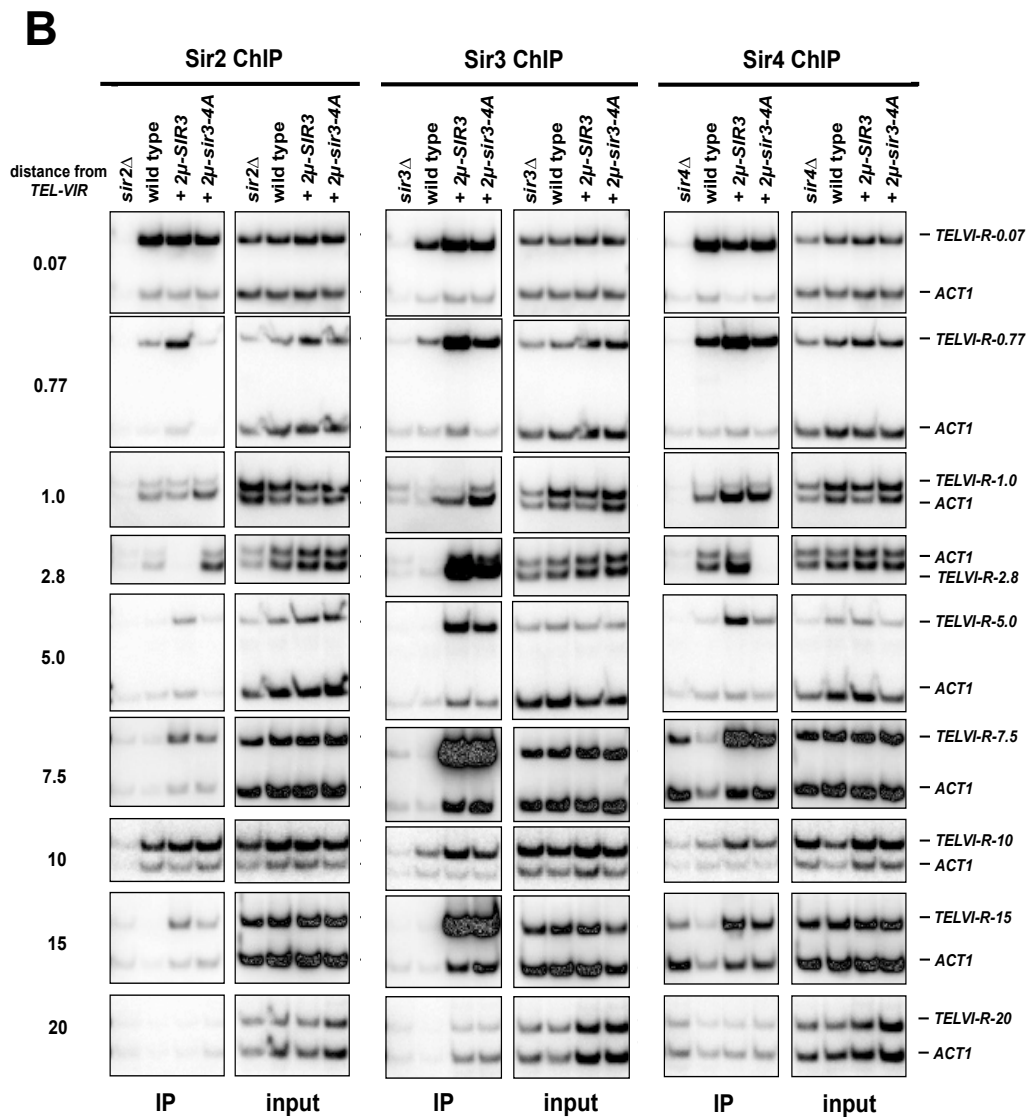 B
Sir2 ChIP
Sir3 ChIP
Sir4 ChIP
distance from
TEL-VIR
sir2Δ
wild type
+ 2μ-SIR3
+ 2μ-sir3-4A
sir2Δ
wild type
+ 2μ-SIR3
+ 2μ-sir3-4A
sir3Δ
wild type
+ 2μ-SIR3
+ 2μ-sir3-4A
sir3Δ
wild type
+ 2μ-SIR3
+ 2μ-sir3-4A
sir4Δ
wild type
+ 2μ-SIR3
+ 2μ-sir3-4A
sir4Δ
wild type
+ 2μ-SIR3
+ 2μ-sir3-4A
0.07
– TELVI-R-0.07
– ACT1
0.77
– TELVI-R-0.77
– ACT1
1.0
– TELVI-R-1.0
– ACT1
2.8
– ACT1
– TELVI-R-2.8
5.0
– TELVI-R-5.0
– ACT1
7.5
– TELVI-R-7.5
– ACT1
10
– TELVI-R-10
– ACT1
15
– TELVI-R-15
– ACT1
20
– TELVI-R-20
– ACT1
IP
input
IP
input
IP
input